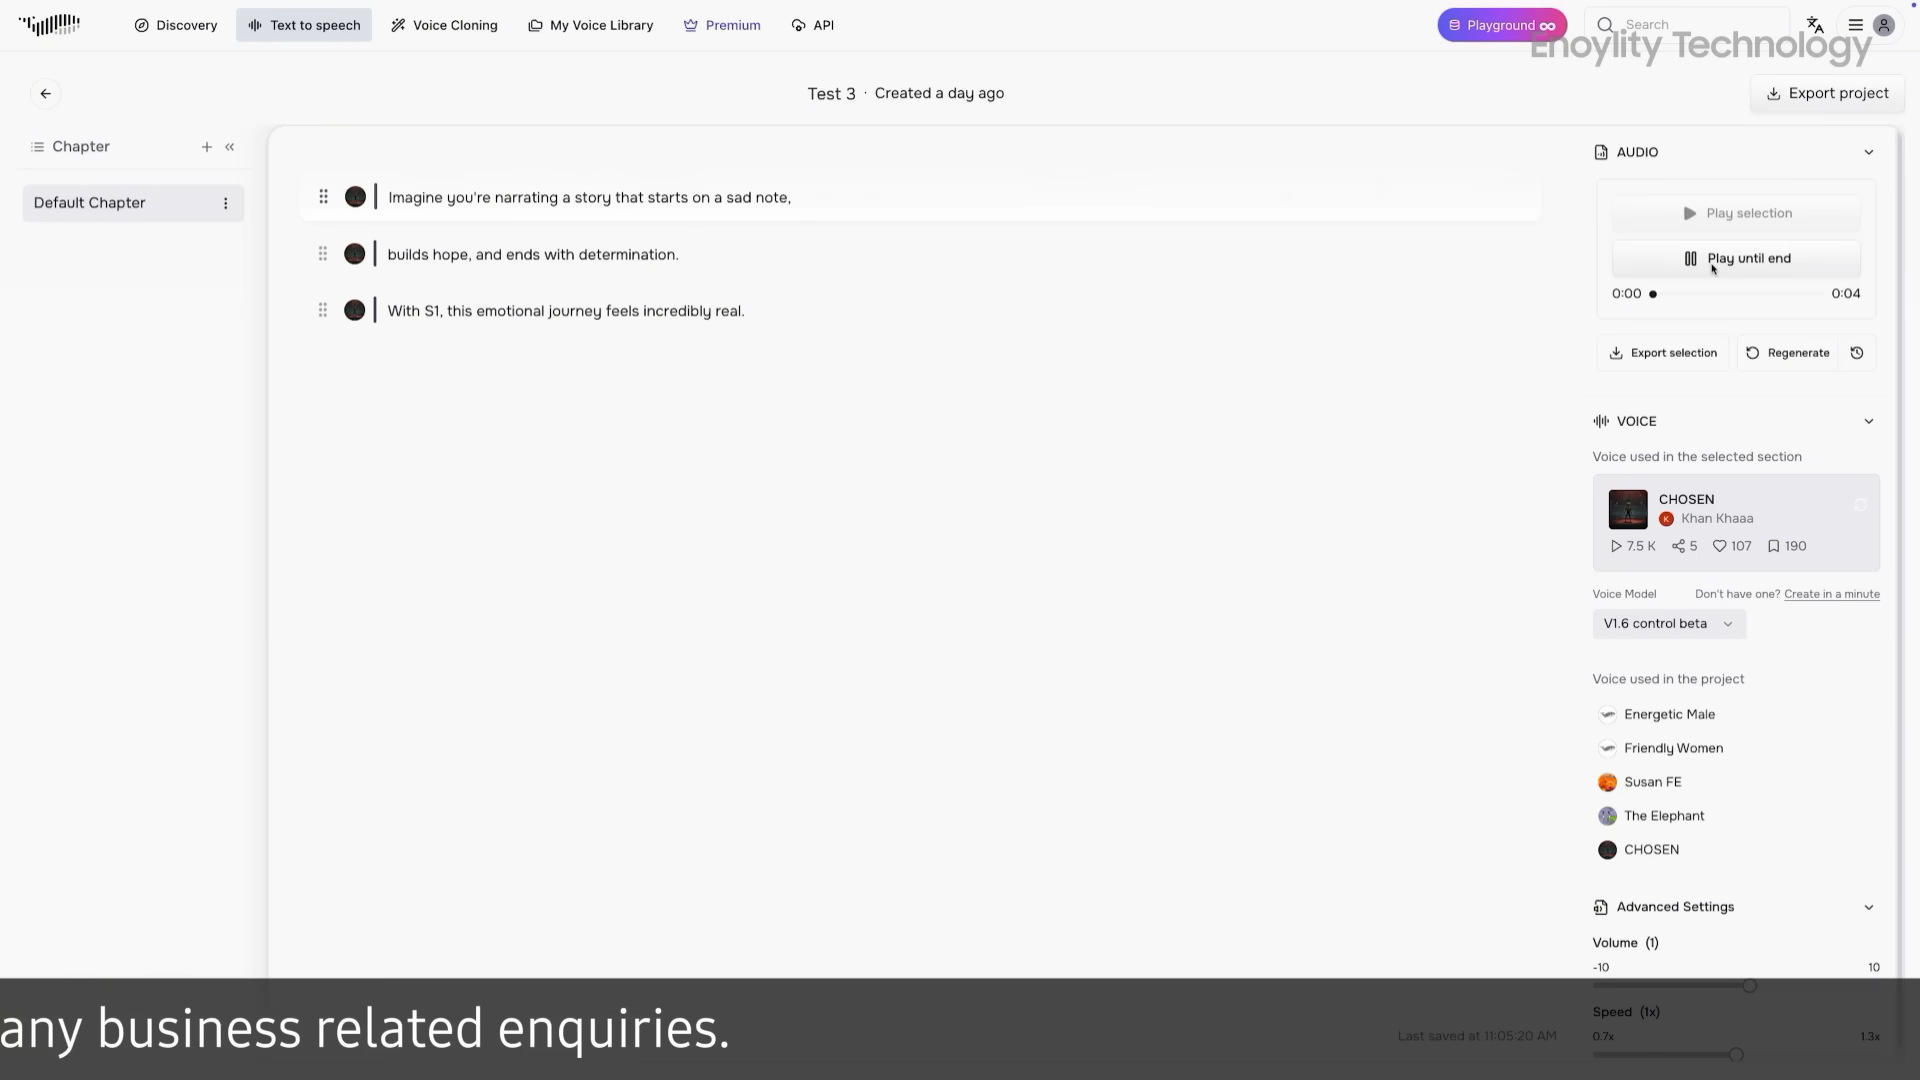 Discovery
Text to speech
Voice Cloning
My Voice Library
Premium
API
Playground
Search
Enoylity Technology
Test 3 · Created a day ago
Export project
Chapter
Default Chapter
Imagine you're narrating a story that starts on a sad note,
builds hope, and ends with determination.
With S1, this emotional journey feels incredibly real.
AUDIO
Play selection
Play until end
0:00 0:04
Export selection
Regenerate
VOICE
Voice used in the selected section
CHOSEN
K Khan Khaaa
7.5 K 5 107 190
Voice Model Don't have one? Create in a minute
V1.6 control beta
Voice used in the project
Energetic Male
Friendly Women
Susan FE
The Elephant
CHOSEN
Advanced Settings
Volume (1)
-10 10
Speed (1x)
0.7x 1.3x
Last saved at 11:05:20 AM
any business related enquiries.